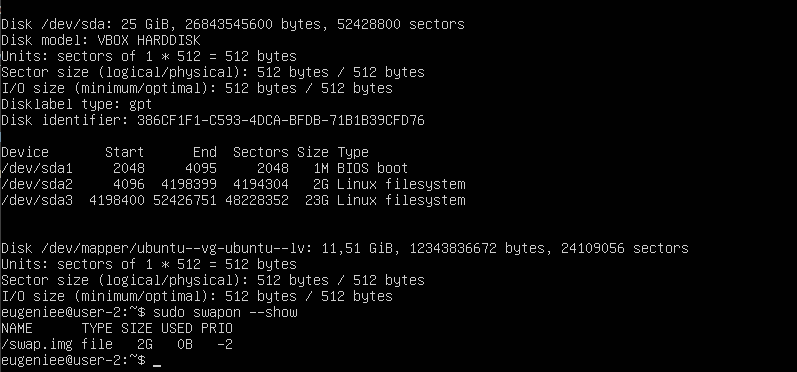 Disk /dev/sda: 25 GiB, 26843545600 bytes, 52428800 sectors
Disk model: VBOX HARDDISK
Units: sectors of 1 * 512 = 512 bytes
Sector size (logical/physical): 512 bytes / 512 bytes
I/O size (minimum/optimal): 512 bytes / 512 bytes
Disklabel type: gpt
Disk identifier: 386CF1F1-C593-4DCA-BFDB-71B1B39CFD76
Device       Start      End  Sectors Size Type
/dev/sda1     2048     4095     2048   1M BIOS boot
/dev/sda2     4096  4198399  4194304   2G Linux filesystem
/dev/sda3  4198400 52426751 48228352  23G Linux filesystem
Disk /dev/mapper/ubuntu--vg-ubuntu--lv: 11,51 GiB, 12343836672 bytes, 24109056 sectors
Units: sectors of 1 * 512 = 512 bytes
Sector size (logical/physical): 512 bytes / 512 bytes
I/O size (minimum/optimal): 512 bytes / 512 bytes
eugeniee@user-2:~$ sudo swapon --show
NAME      TYPE SIZE USED PRIO
/swap.img file   2G   0B   -2
eugeniee@user-2:~$ _